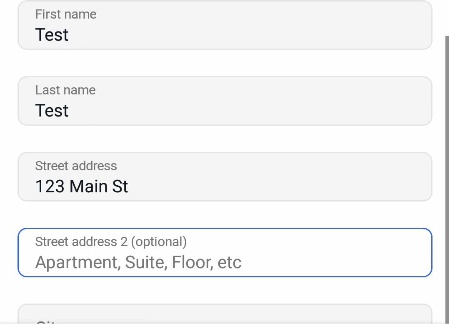 First name
Test
Last name
Test
Street address
123 Main St
Street address 2 (optional)
Apartment, Suite, Floor, etc